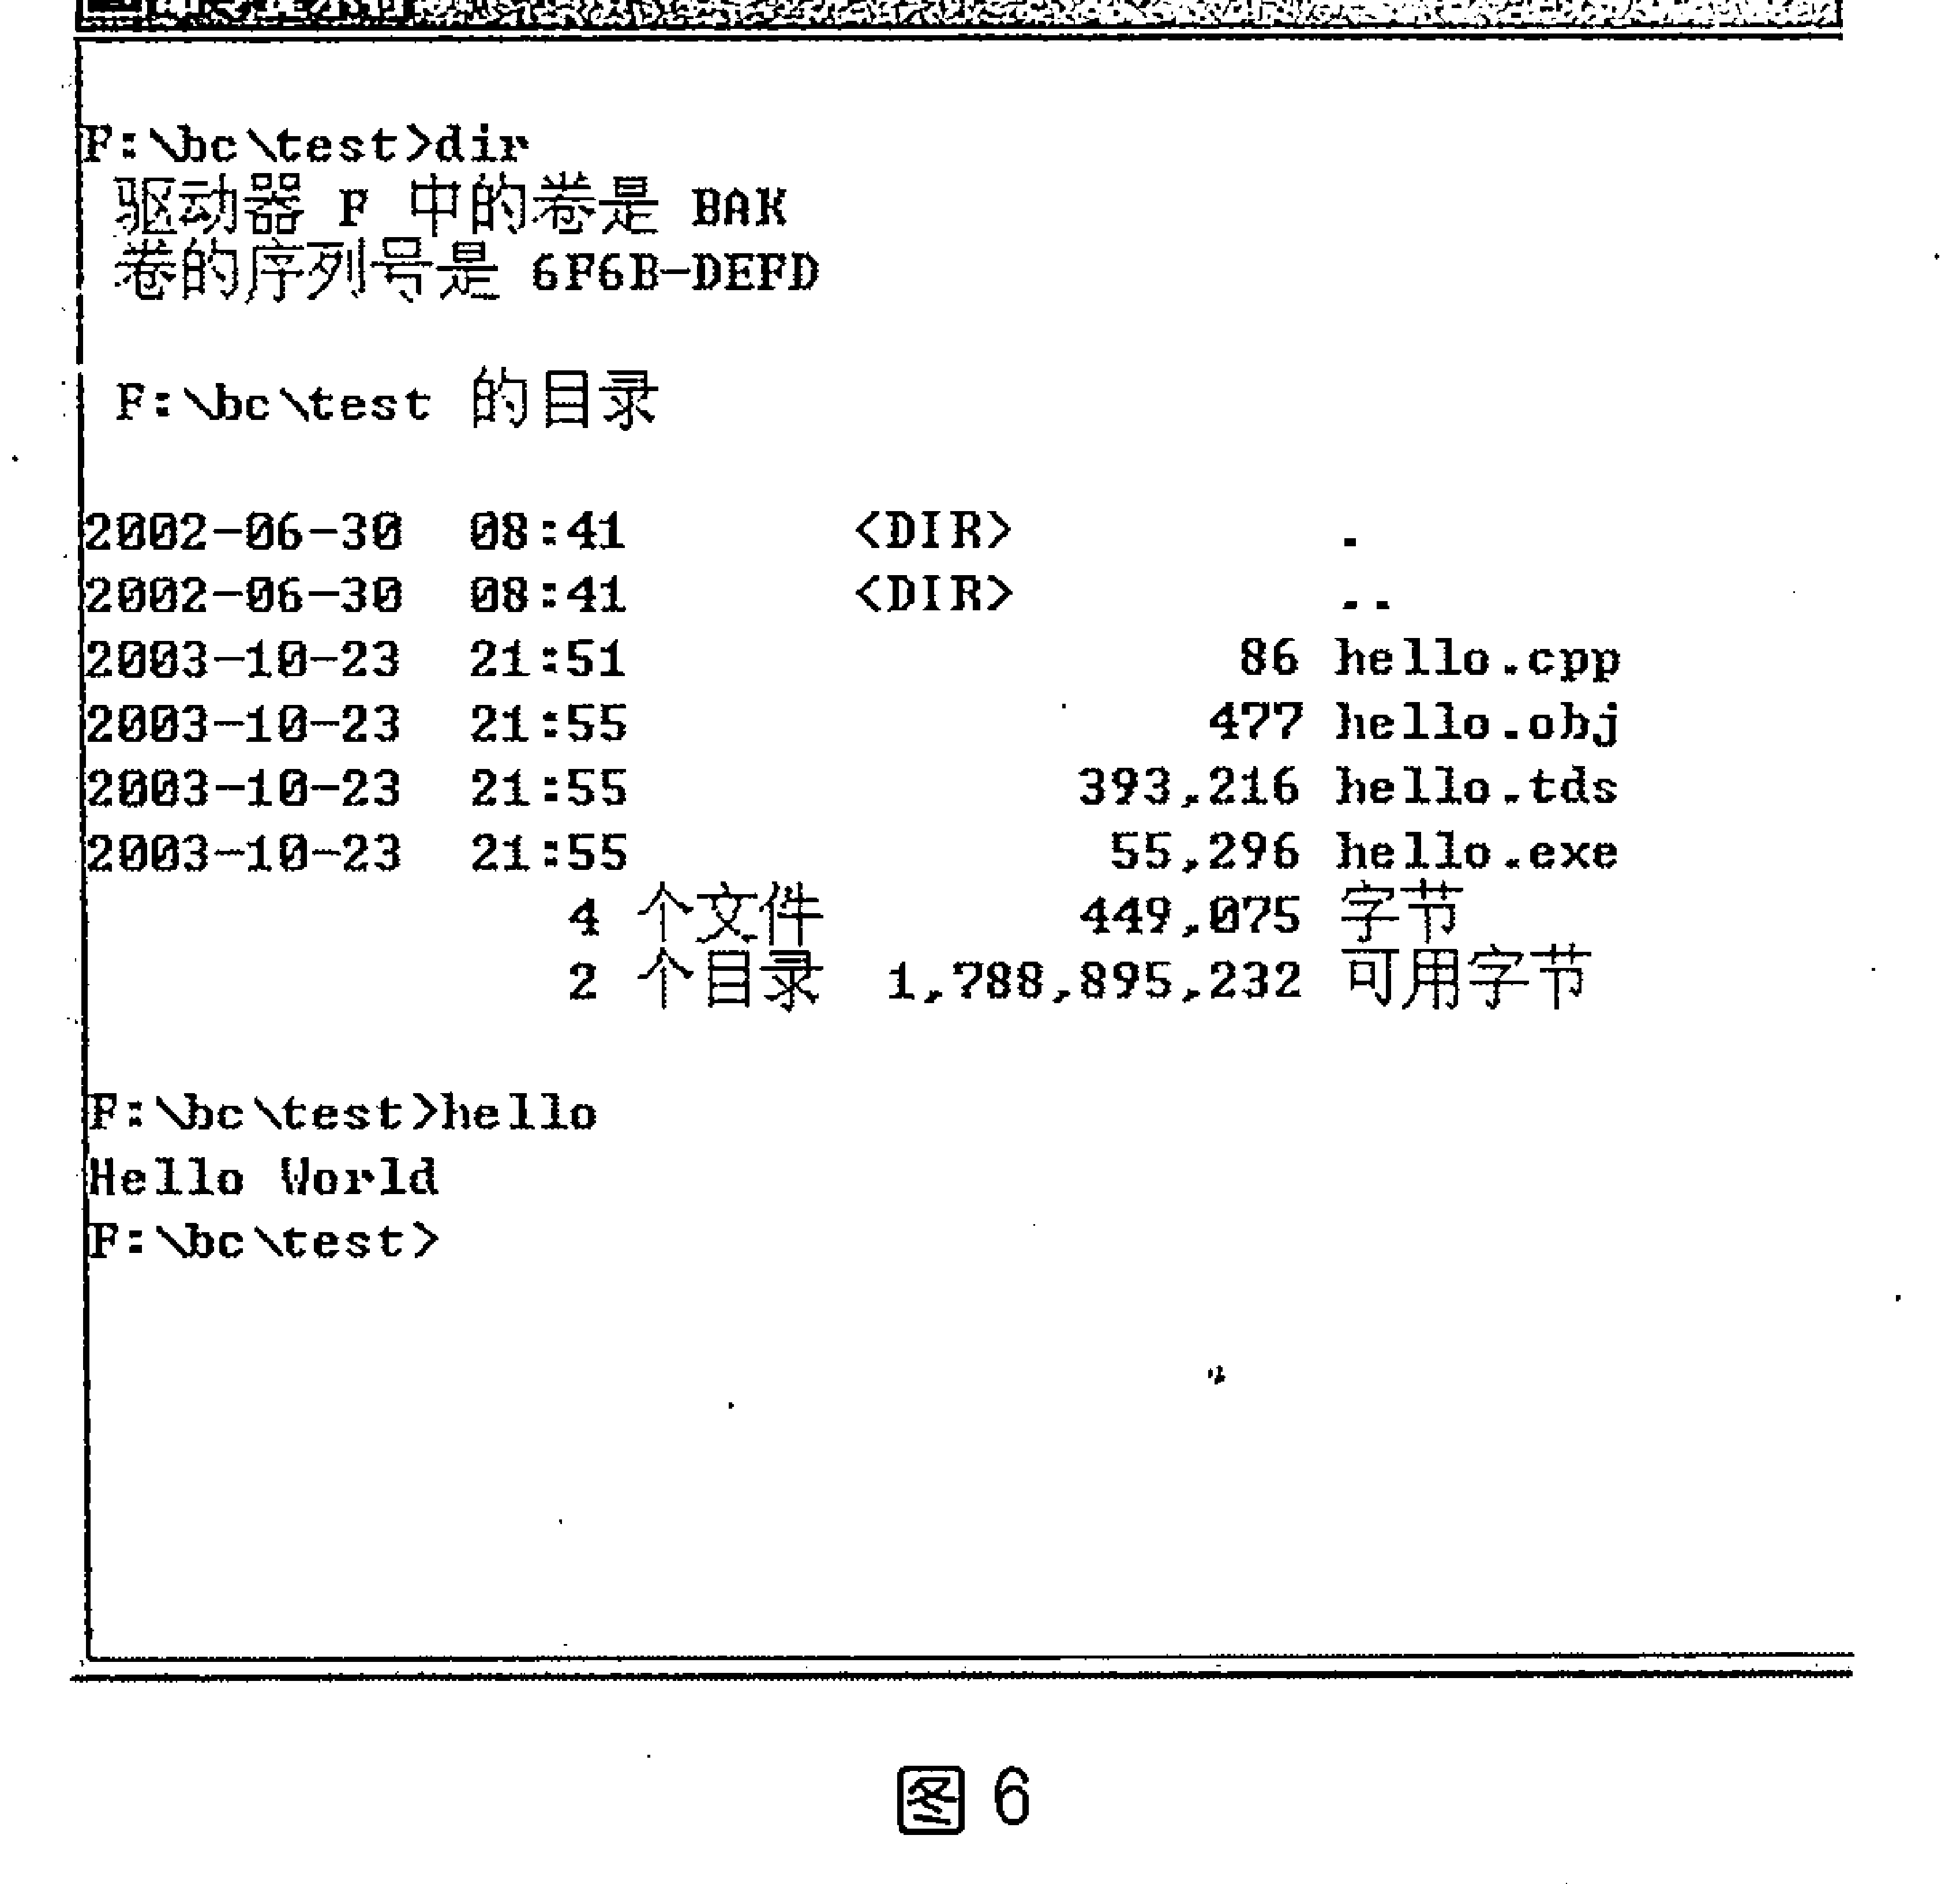 F:\bc\test>dir
驱动器 F 中的卷是 BAK
卷的序列号是 6F6B-DEFD
F:\bc\test 的目录
2002-06-30  08:41       <DIR>          .
2002-06-30  08:41       <DIR>          ..
2003-10-23  21:51                   86 hello.cpp
2003-10-23  21:55                  477 hello.obj
2003-10-23  21:55              393,216 hello.tds
2003-10-23  21:55               55,296 hello.exe
4 个文件        449,075 字节
2 个目录  1,788,895,232 可用字节
F:\bc\test>hello
Hello World
F:\bc\test>
图 6